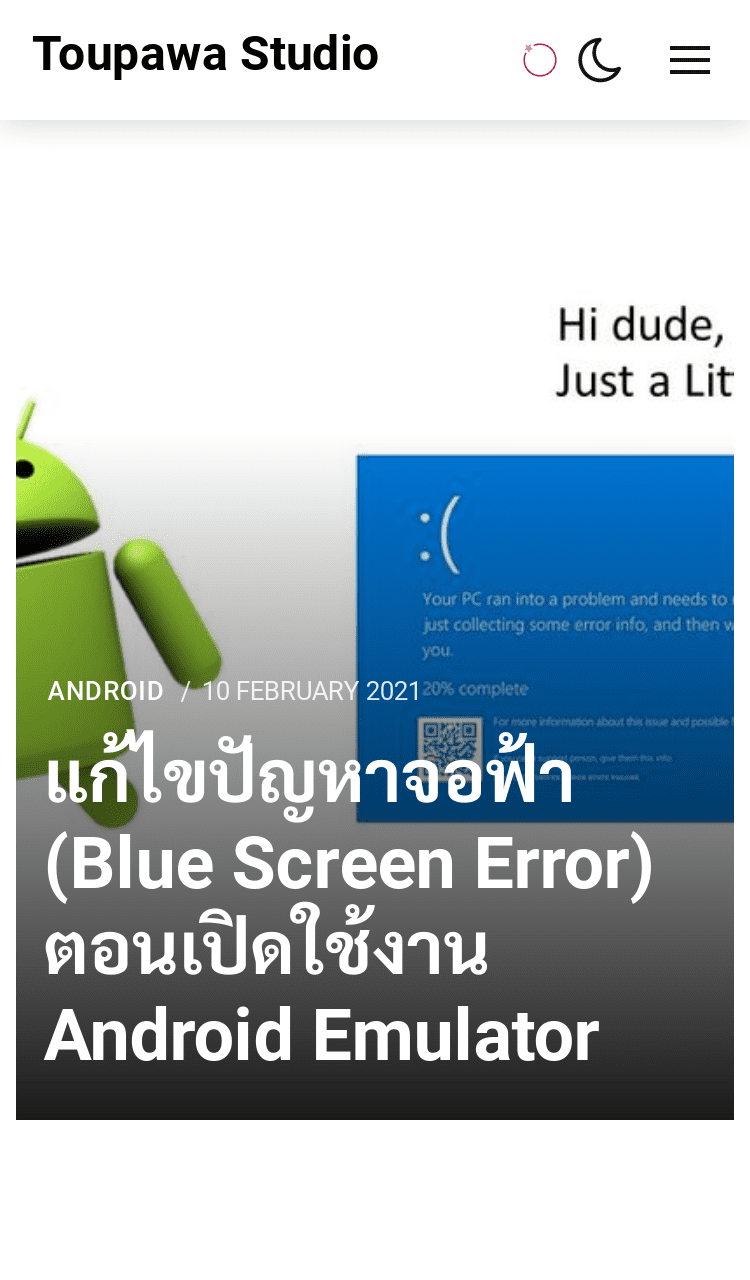 Toupawa Studio
Hi dude,
Just a Lit
:(
Your PC ran into a problem and needs to
just collecting some error info, and then w
you.
20% complete
For more information about this issue and possible
ANDROID / 10 FEBRUARY 2021
แก้ไขปัญหาจอฟ้า
(Blue Screen Error)
ตอนเปิดใช้งาน
Android Emulator